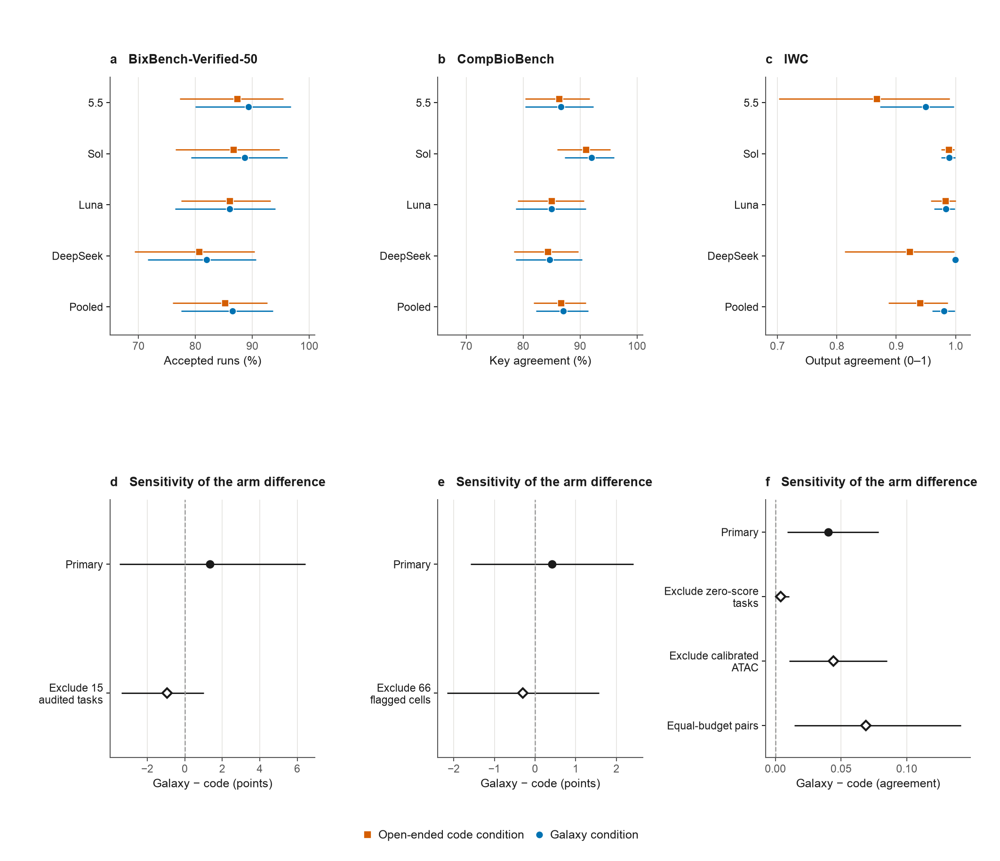 a BixBench-Verified-50
5.5
Sol
Luna
DeepSeek
Pooled
70 80 90 100
Accepted runs (%)
b CompBioBench
5.5
Sol
Luna
DeepSeek
Pooled
70 80 90 100
Key agreement (%)
c IWC
5.5
Sol
Luna
DeepSeek
Pooled
0.7 0.8 0.9 1.0
Output agreement (0–1)
d Sensitivity of the arm difference
Primary
Exclude 15
audited tasks
−2 0 2 4 6
Galaxy − code (points)
e Sensitivity of the arm difference
Primary
Exclude 66
flagged cells
−2 −1 0 1 2
Galaxy − code (points)
f Sensitivity of the arm difference
Primary
Exclude zero-score
tasks
Exclude calibrated
ATAC
Equal-budget pairs
0.00 0.05 0.10
Galaxy − code (agreement)
Open-ended code condition
Galaxy condition